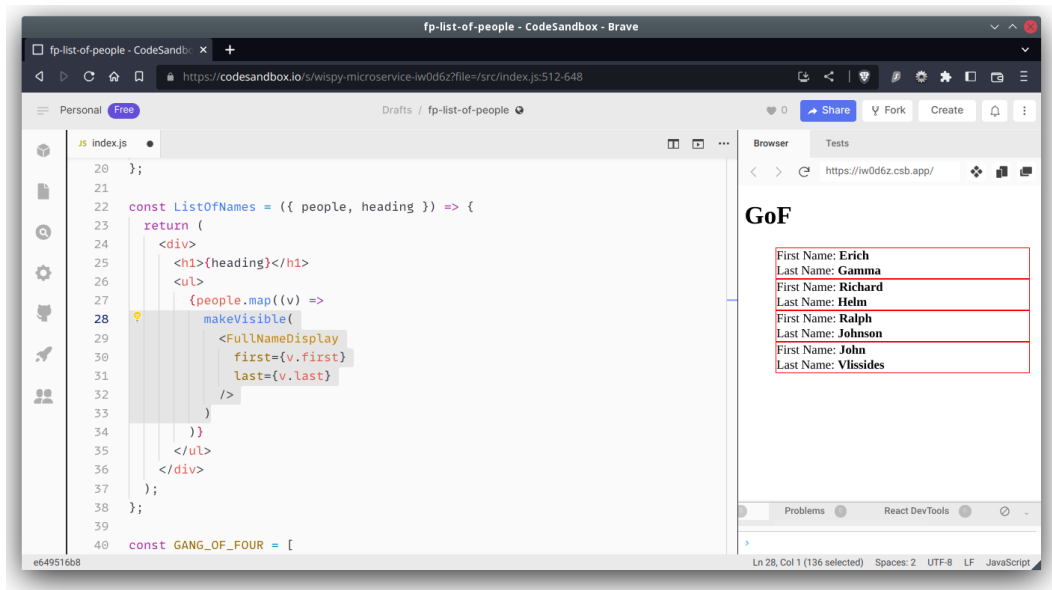 fp-list-of-people - CodeSandbox - Brave
fp-list-of-people - CodeSandbo
https://codesandbox.io/s/wispy-microservice-iw0d6z?file=/src/index.js:512-648
Personal Free
Drafts / fp-list-of-people
0
Share
Fork
Create
JS index.js
20 };
21
22 const ListOfNames = ({ people, heading }) => {
23 return (
24 <div>
25 <h1>{heading}</h1>
26 <ul>
27 {people.map((v) =>
28 makeVisible(
29 <FullNameDisplay
30 first={v.first}
31 last={v.last}
32 />
33 )
34 )}
35 </ul>
36 </div>
37 );
38 };
39
40 const GANG_OF_FOUR = [
Browser
Tests
https://iw0d6z.csb.app/
GoF
First Name: Erich
Last Name: Gamma
First Name: Richard
Last Name: Helm
First Name: Ralph
Last Name: Johnson
First Name: John
Last Name: Vlissides
Problems
React DevTools
e649516b8
Ln 28, Col 1 (136 selected) Spaces: 2 UTF-8 LF JavaScript